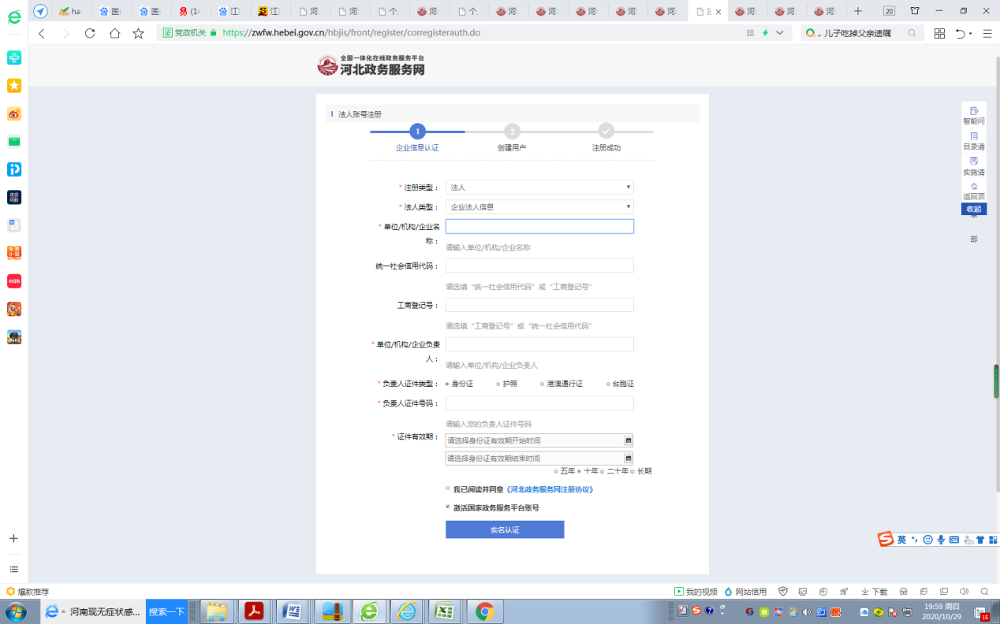 ha
医
医
(14
江
江
河
河
个
河
个
河
河
河
河
河
河
河
河
20
证 党政机关
https://zwfw.hebei.gov.cn/hbjis/front/register/corregisterauth.do
儿子吃掉父亲遗嘱
全国一体化在线政务服务平台
河北政务服务网
法人账号注册
1
2
企业信息认证
创建用户
注册成功
* 注册类型：
法人
* 法人类型：
企业法人信息
* 单位/机构/企业名
称：
请输入单位/机构/企业名称
统一社会信用代码：
请选填“统一社会信用代码”或“工商登记号”
工商登记号：
请选填“工商登记号”或“统一社会信用代码”
* 单位/机构/企业负责
人：
请输入单位/机构/企业负责人
* 负责人证件类型：
身份证 护照 港澳通行证 台胞证
* 负责人证件号码：
请输入您的负责人证件号码
* 证件有效期：
请选择身份证有效期开始时间
请选择身份证有效期结束时间
五年 十年 二十年 长期
我已阅读并同意《河北政务服务网注册协议》
激活国家政务服务平台账号
实名认证
智能问
目录清
实施清
返回顶
收起
部
英
爆款推荐
我的视频
网站信用
下载
河南现无症状感...
搜索一下
19:59 周四
2020/10/29
15